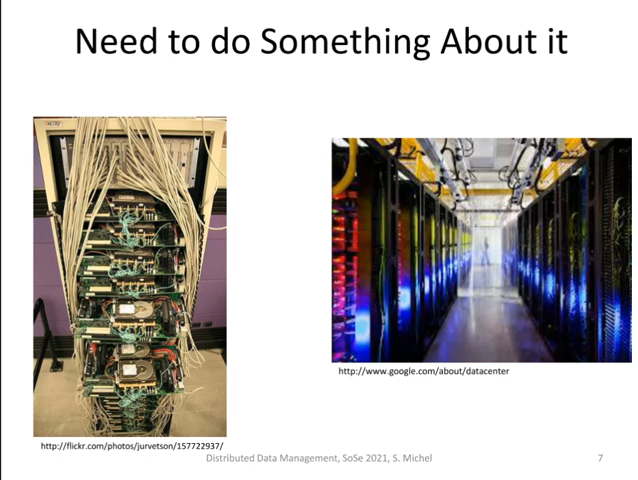 Need to do Something About it
http://www.google.com/about/datacenter
http://flickr.com/photos/jurvetson/157722937/
Distributed Data Management, SoSe 2021, S. Michel
7